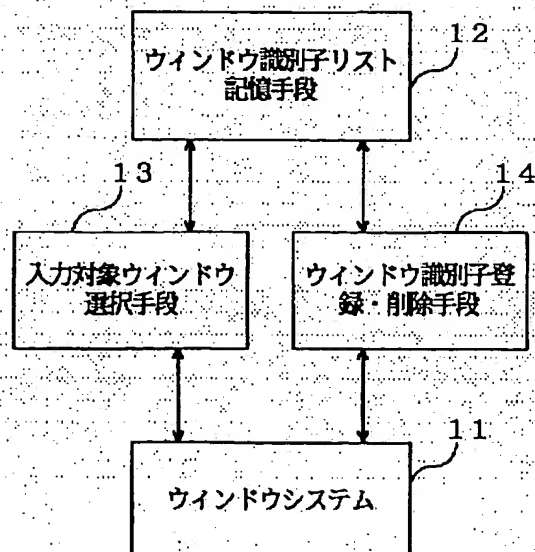 12
ウィンドウ識別子リスト
記憶手段
13
14
入力対象ウィンドウ
選択手段
ウィンドウ識別子登
録・削除手段
11
ウィンドウシステム